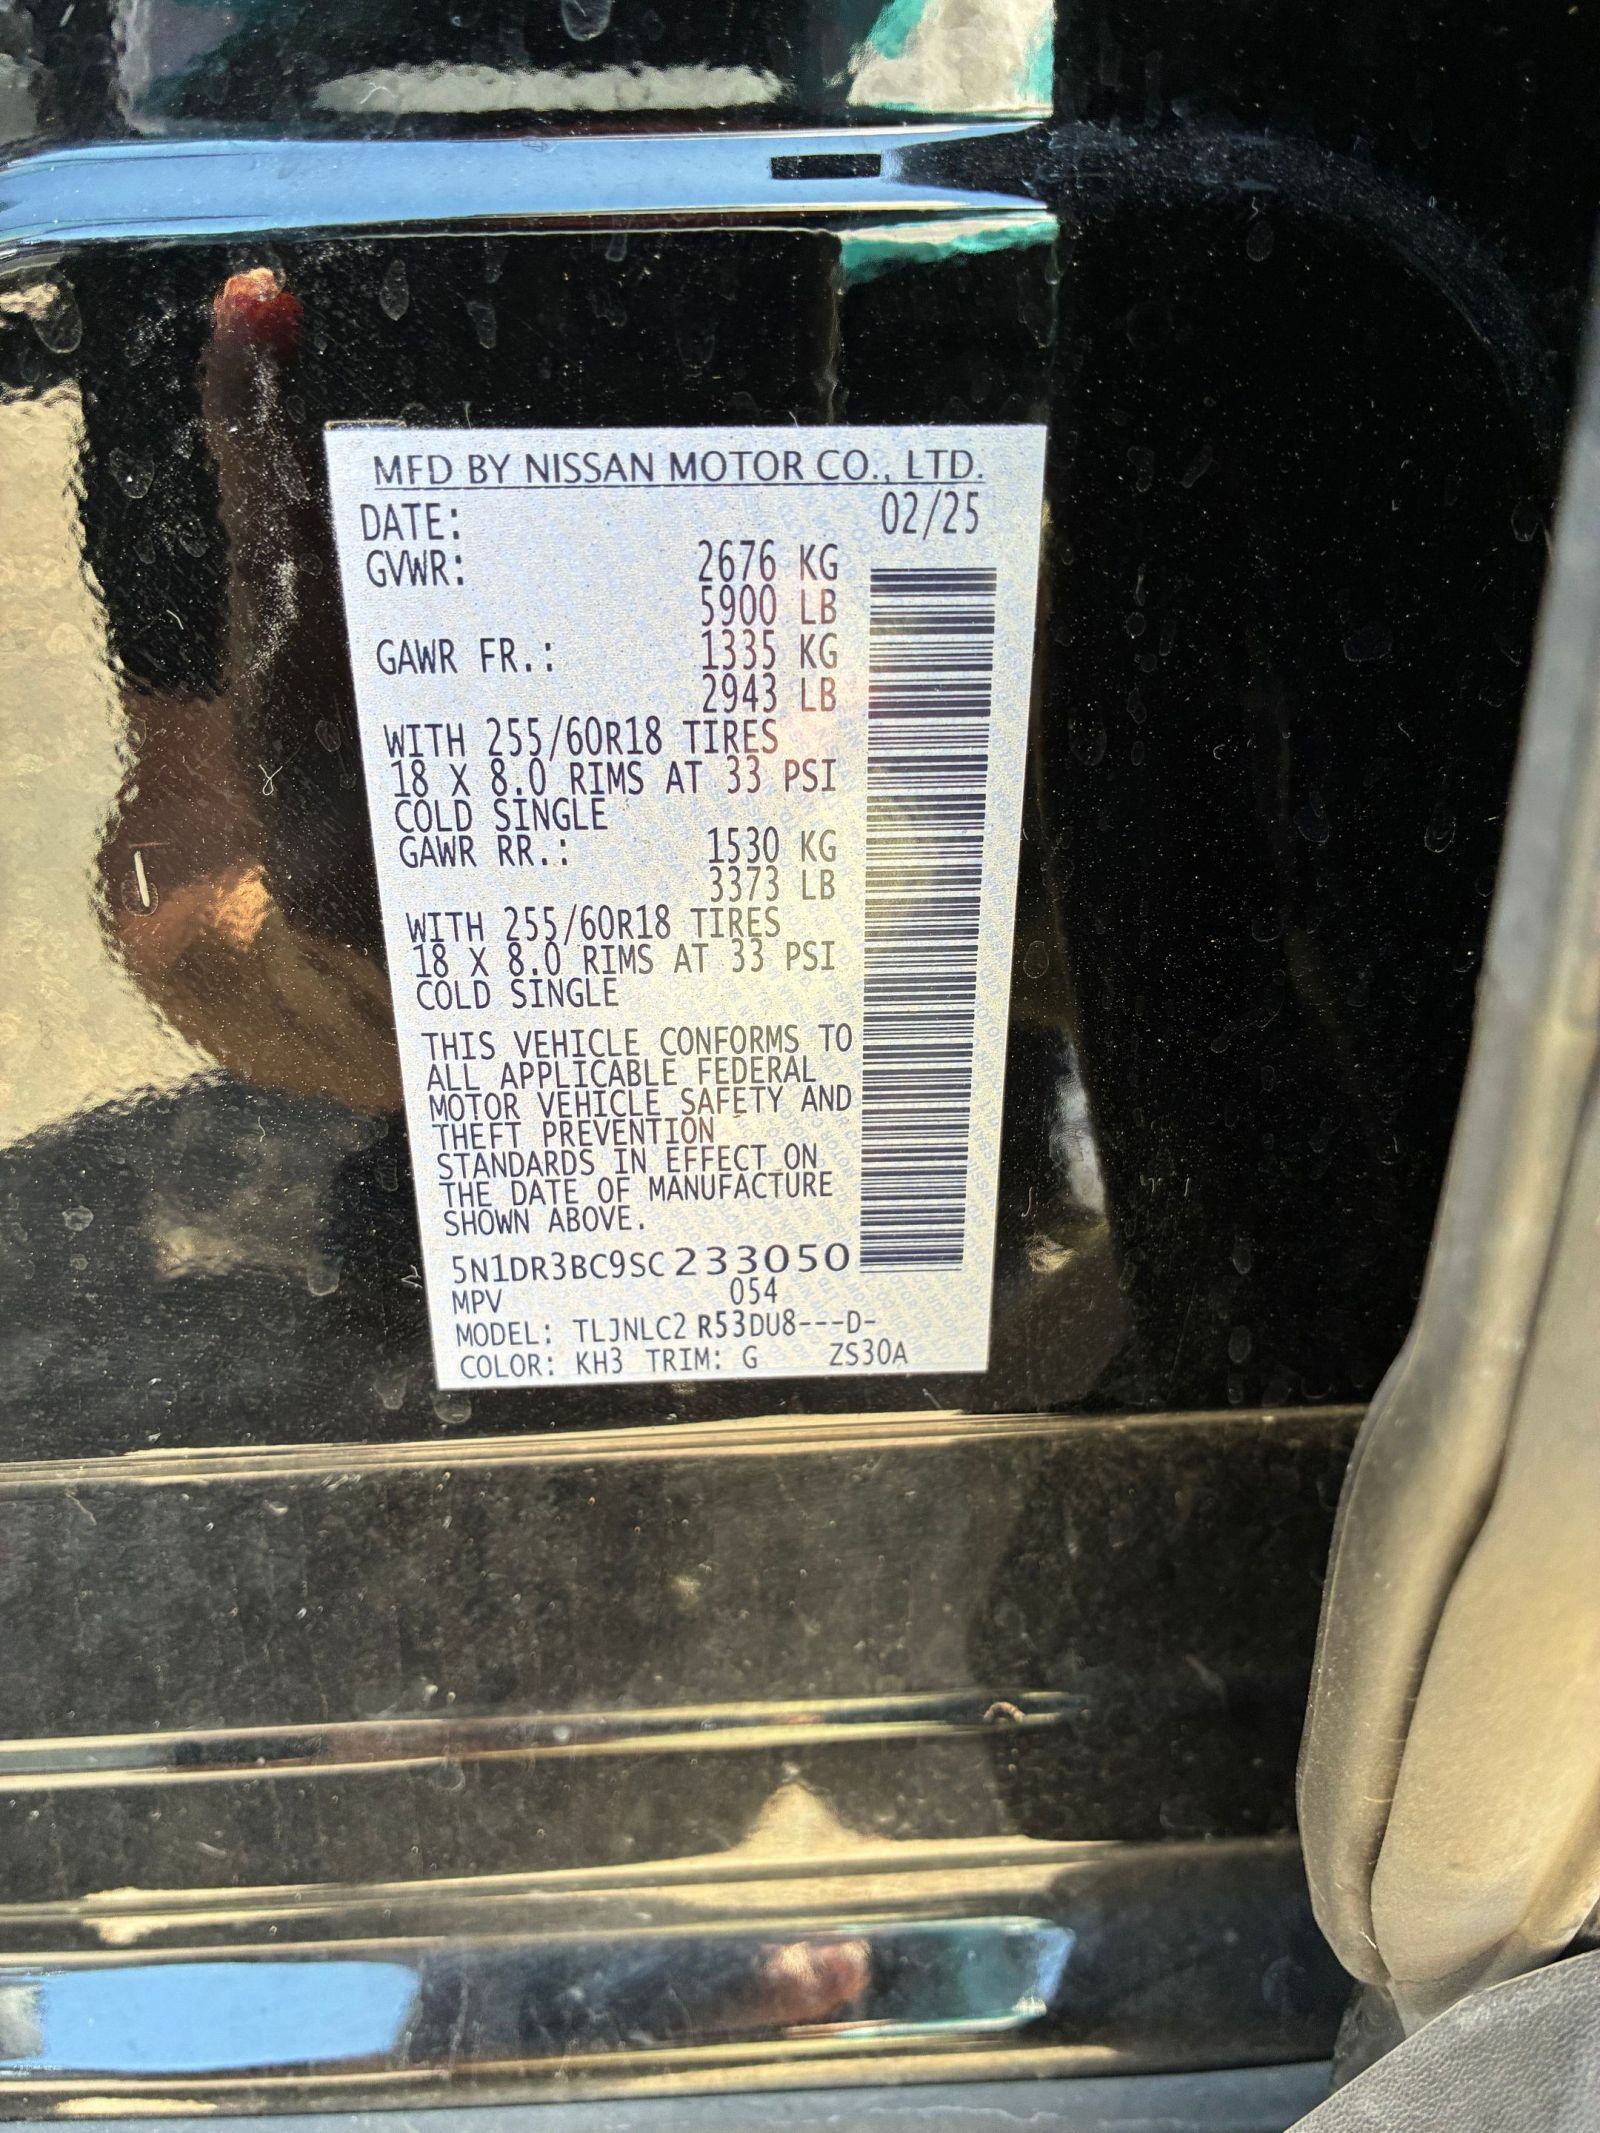 MFD BY NISSAN MOTOR CO., LTD.
DATE: 02/25
GVWR: 2676 KG
5900 LB
GAWR FR.: 1335 KG
2943 LB
WITH 255/60R18 TIRES
18 X 8.0 RIMS AT 33 PSI
COLD SINGLE
GAWR RR.: 1530 KG
3373 LB
WITH 255/60R18 TIRES
18 X 8.0 RIMS AT 33 PSI
COLD SINGLE
THIS VEHICLE CONFORMS TO
ALL APPLICABLE FEDERAL
MOTOR VEHICLE SAFETY AND
THEFT PREVENTION
STANDARDS IN EFFECT ON
THE DATE OF MANUFACTURE
SHOWN ABOVE.
5N1DR3BC9SC233050
MPV 054
MODEL: TLJNLC2 R53DU8---D-
COLOR: KH3 TRIM: G ZS30A